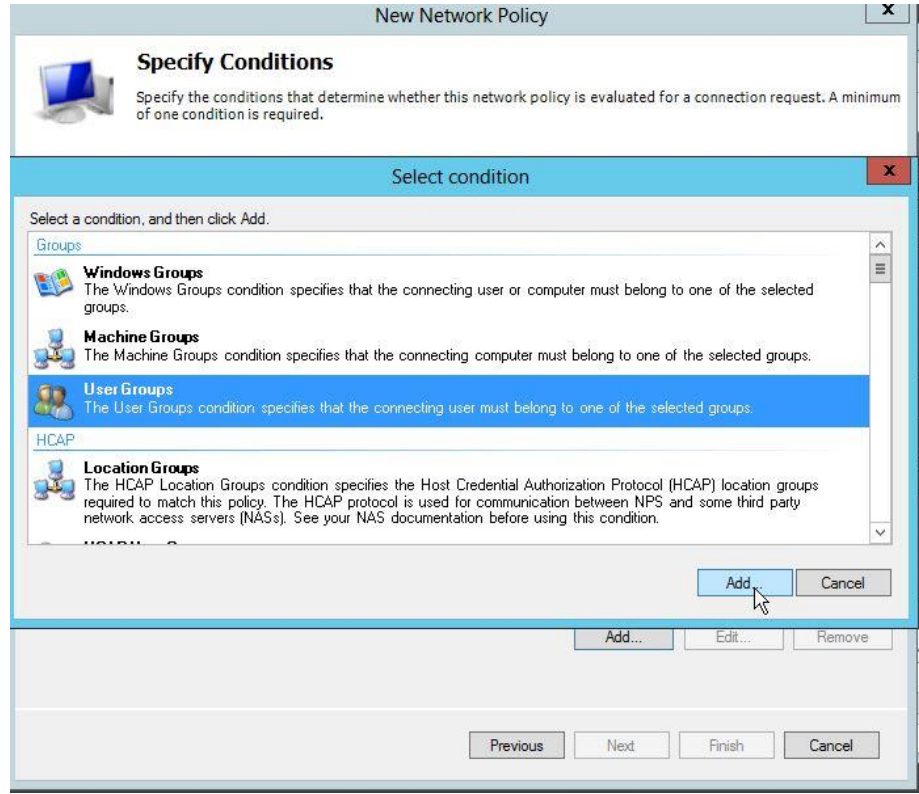 New Network Policy
x
Specify Conditions
Specify the conditions that determine whether this network policy is evaluated for a connection request. A minimum
of one condition is required.
Select condition
x
Select a condition, and then click Add.
Groups
Windows Groups
The Windows Groups condition specifies that the connecting user or computer must belong to one of the selected
groups.
Machine Groups
The Machine Groups condition specifies that the connecting computer must belong to one of the selected groups.
User Groups
The User Groups condition specifies that the connecting user must belong to one of the selected groups.
HCAP
Location Groups
The HCAP Location Groups condition specifies the Host Credential Authorization Protocol (HCAP) location groups
required to match this policy. The HCAP protocol is used for communication between NPS and some third party
network access servers (NASs). See your NAS documentation before using this condition.
Add... Cancel
Add... Edit... Remove
Previous Next Finish Cancel